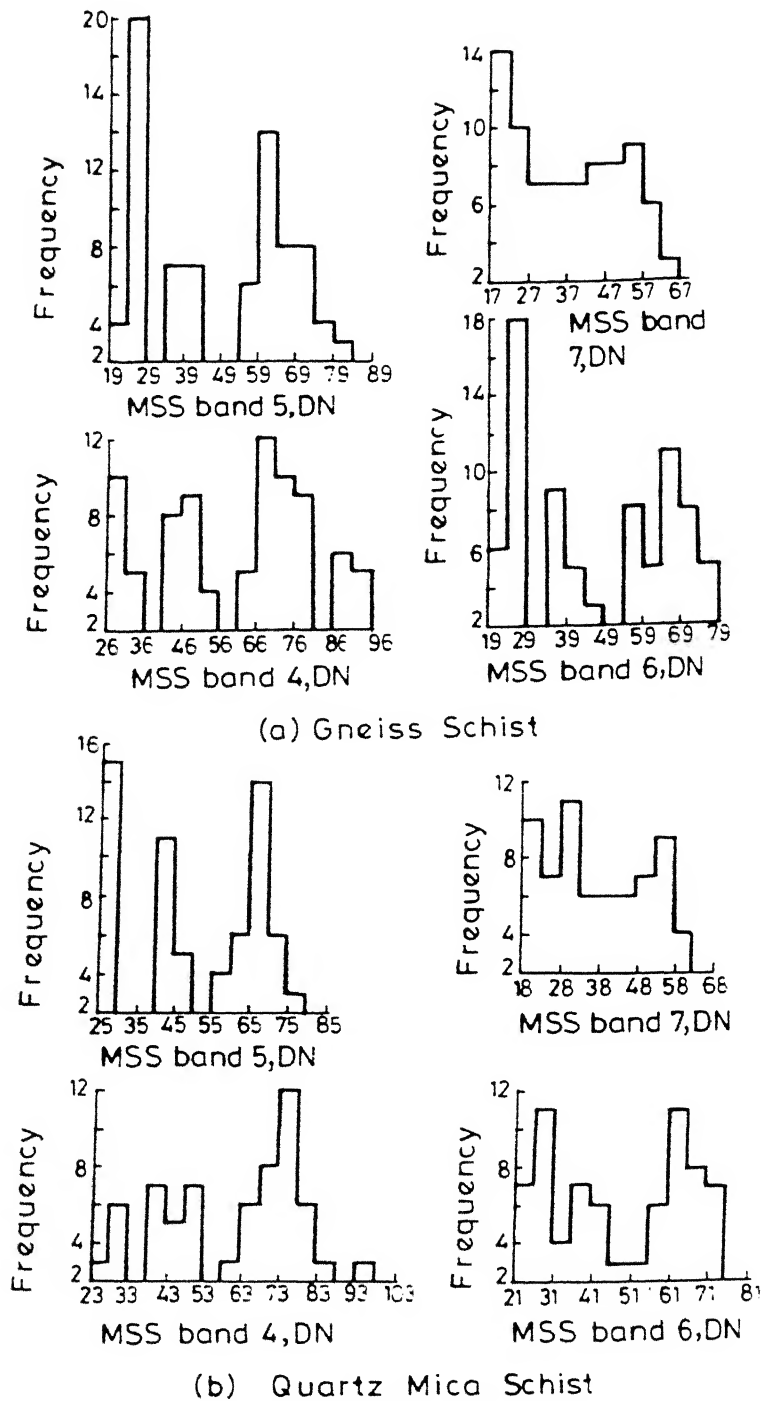 20
14
12
8
4
2
Frequency
19 29 39 49 59 69 79 89
MSS band 5,DN
14
10
6
2
Frequency
17 27 37 47 57 67
MSS band
7,DN
12
8
4
2
Frequency
26 36 46 56 66 76 86 96
MSS band 4,DN
18
14
10
6
2
Frequency
19 29 39 49 59 69 79
MSS band 6,DN
(a) Gneiss Schist
16
12
8
4
2
Frequency
25 35 45 55 65 75 85
MSS band 5,DN
12
8
4
2
Frequency
18 28 38 48 58 68
MSS band 7,DN
12
8
4
2
Frequency
23 33 43 53 63 73 83 93 103
MSS band 4,DN
12
8
4
2
Frequency
21 31 41 51 61 71 81
MSS band 6,DN
(b) Quartz Mica Schist